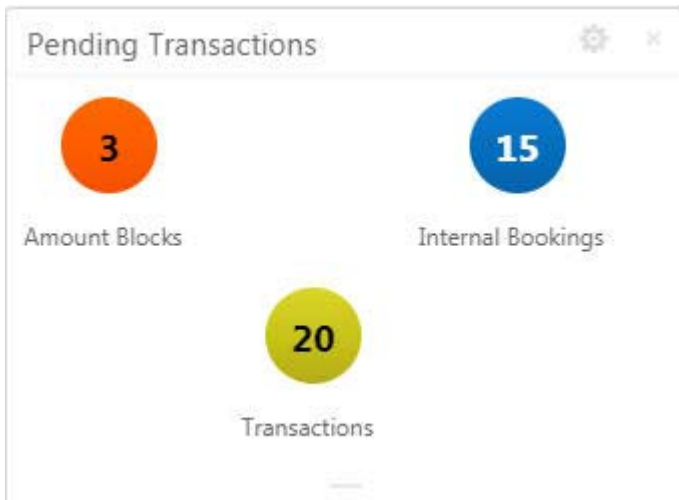 Pending Transactions
3
15
Amount Blocks
Internal Bookings
20
Transactions